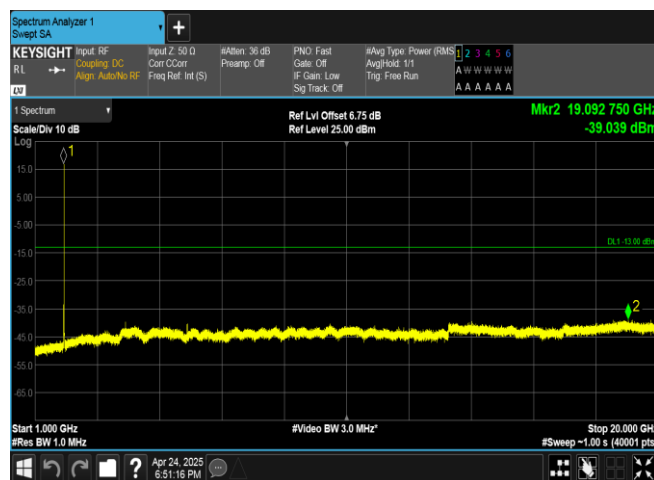 Spectrum Analyzer 1
Swept SA
+
KEYSIGHT
RL
LXI
Input: RF
Coupling: DC
Align: Auto/No RF
Input Z: 50 Ω
Corr CCorr
Freq Ref: Int (S)
#Atten: 36 dB
Preamp: Off
PNO: Fast
Gate: Off
IF Gain: Low
Sig Track: Off
#Avg Type: Power (RMS
Avg|Hold: 1/1
Trig: Free Run
1 2 3 4 5 6
A W W W W W
A A A A A A
1 Spectrum
Scale/Div 10 dB
Log
Ref Lvl Offset 6.75 dB
Ref Level 25.00 dBm
Mkr2 19.092 750 GHz
-39.039 dBm
1
15.0
5.00
-5.00
DL1 -13.00 dBm
-15.0
-25.0
-35.0
2
-45.0
-55.0
-65.0
Start 1.000 GHz
#Res BW 1.0 MHz
#Video BW 3.0 MHz*
Stop 20.000 GHz
#Sweep ~1.00 s (40001 pts
?
Apr 24, 2025
6:51:16 PM